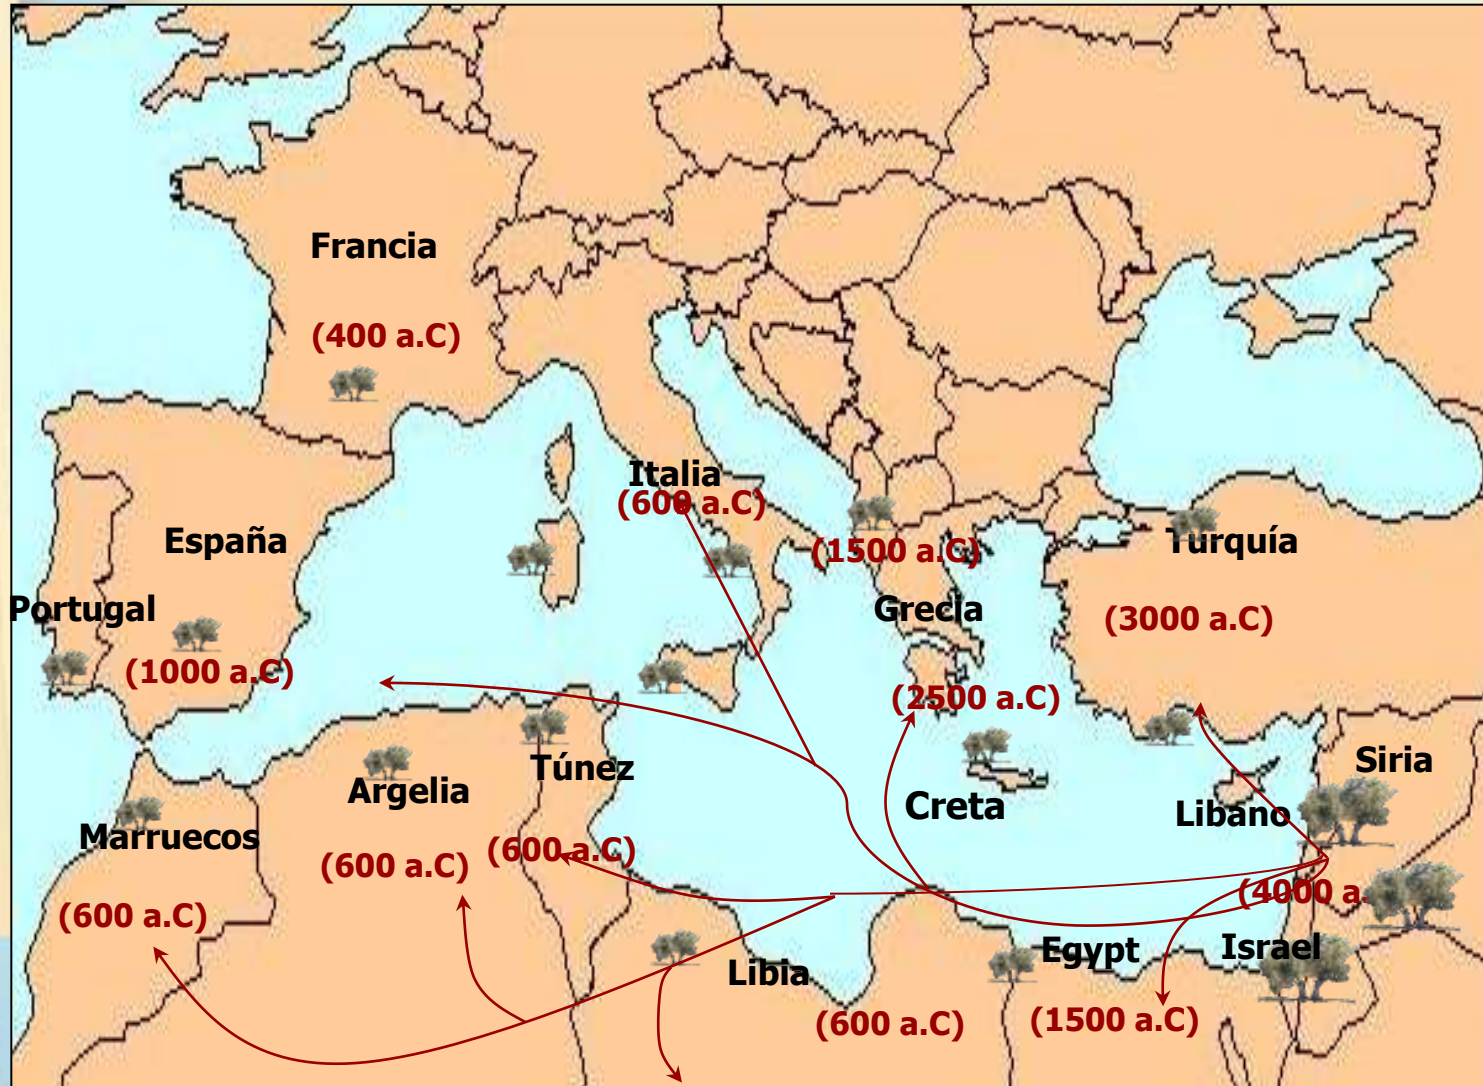 Francia
(400 a.C)
Italia
(600 a.C)
España
(1500 a.C)
Turquía
Portugal
Grecia
(3000 a.C)
(1000 a.C)
(2500 a.C)
Túnez
Siria
Argelia
Creta
Libano
Marruecos
(600 a.C)
(600 a.C)
(4000 a.
(600 a.C)
Libia
Egypt
Israel
(600 a.C)
(1500 a.C)